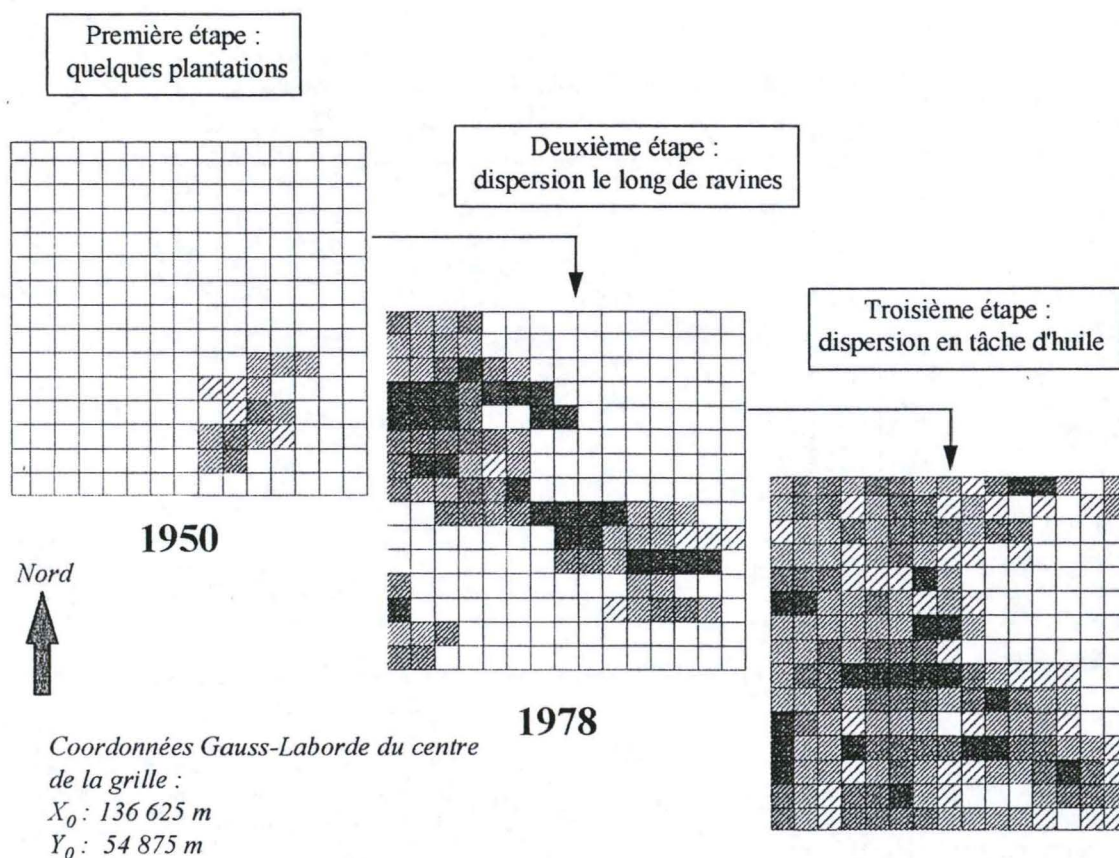 Première étape :
quelques plantations
Deuxième étape :
dispersion le long de ravines
Troisième étape :
dispersion en tâche d'huile
1950
Nord
1978
Coordonnées Gauss-Laborde du centre
de la grille :
X₀ : 136 625 m
Y₀ : 54 875 m